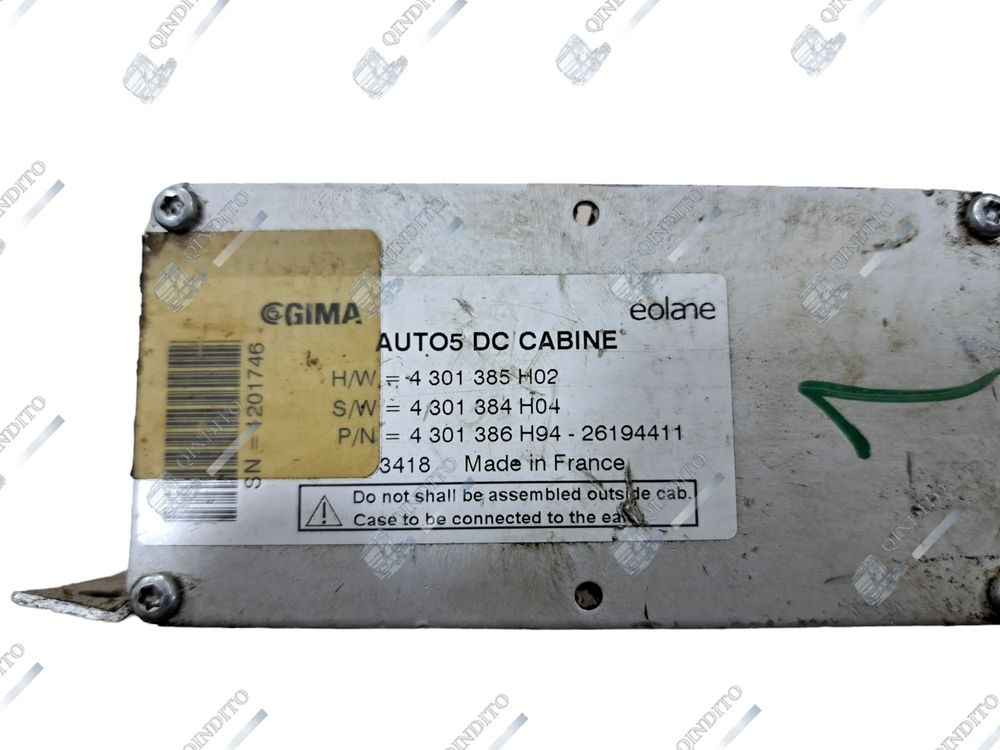 GIMA
eolane
AUTO5 DC CABINE
H/W = 4 301 385 H02
S/W = 4 301 384 H04
P/N = 4 301 386 H94 - 26194411
3418 Made in France
Do not shall be assembled outside cab.
Case to be connected to the
SN = 1201746
QINDITO